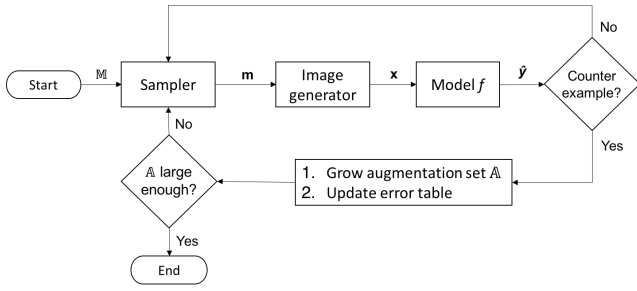 No
Start
𝕄
Sampler
m
Image
generator
x
Model f
ŷ
Counter
example?
No
Yes
𝔸 large
enough?
1. Grow augmentation set 𝔸
2. Update error table
Yes
End